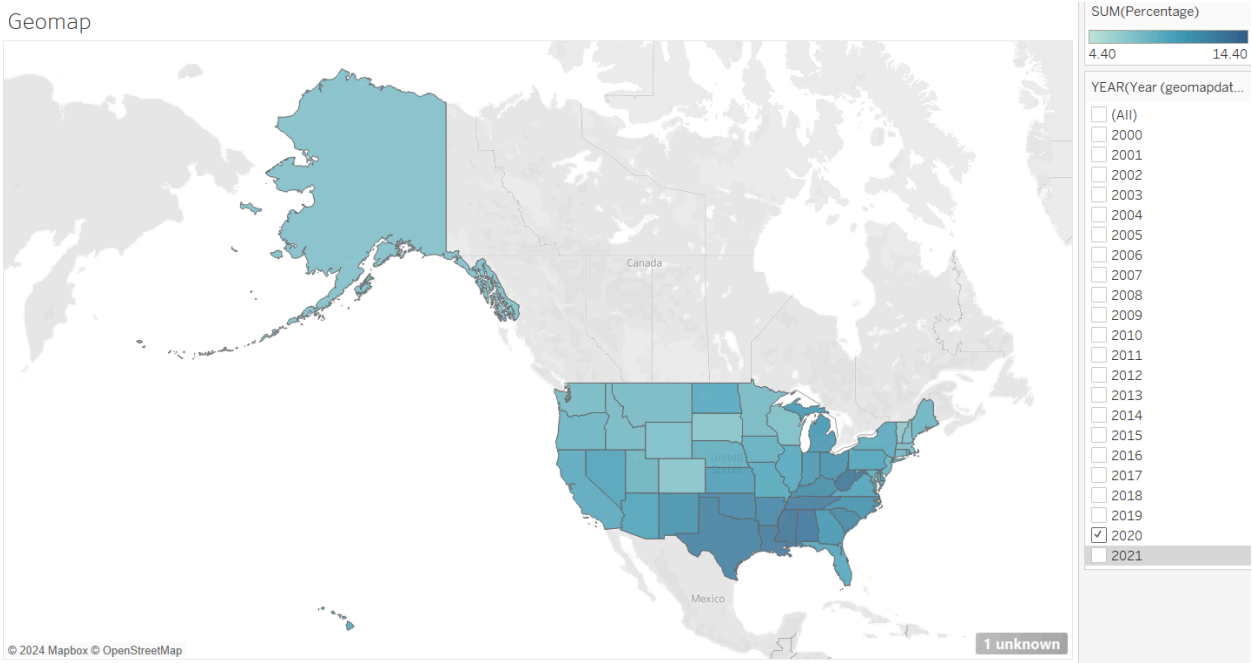 Geomap
SUM(Percentage)
4.40 14.40
YEAR(Year (geomapdat...
(All)
2000
2001
2002
2003
2004
2005
2006
2007
2008
2009
2010
2011
2012
2013
2014
2015
2016
2017
2018
2019
2020
2021
Canada
United
States
Mexico
1 unknown
© 2024 Mapbox © OpenStreetMap